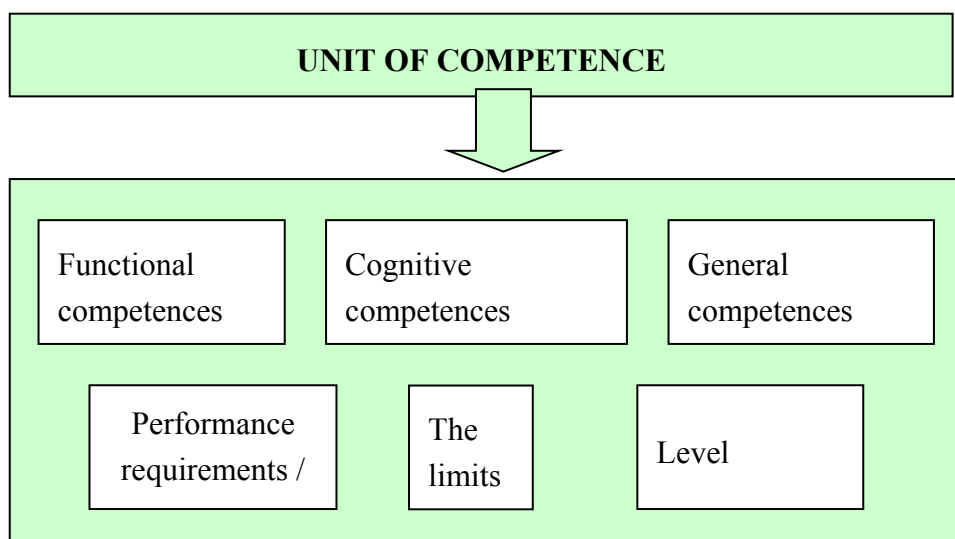 UNIT OF COMPETENCE
Functional
competences
Cognitive
competences
General
competences
Performance
requirements /
The
limits
Level